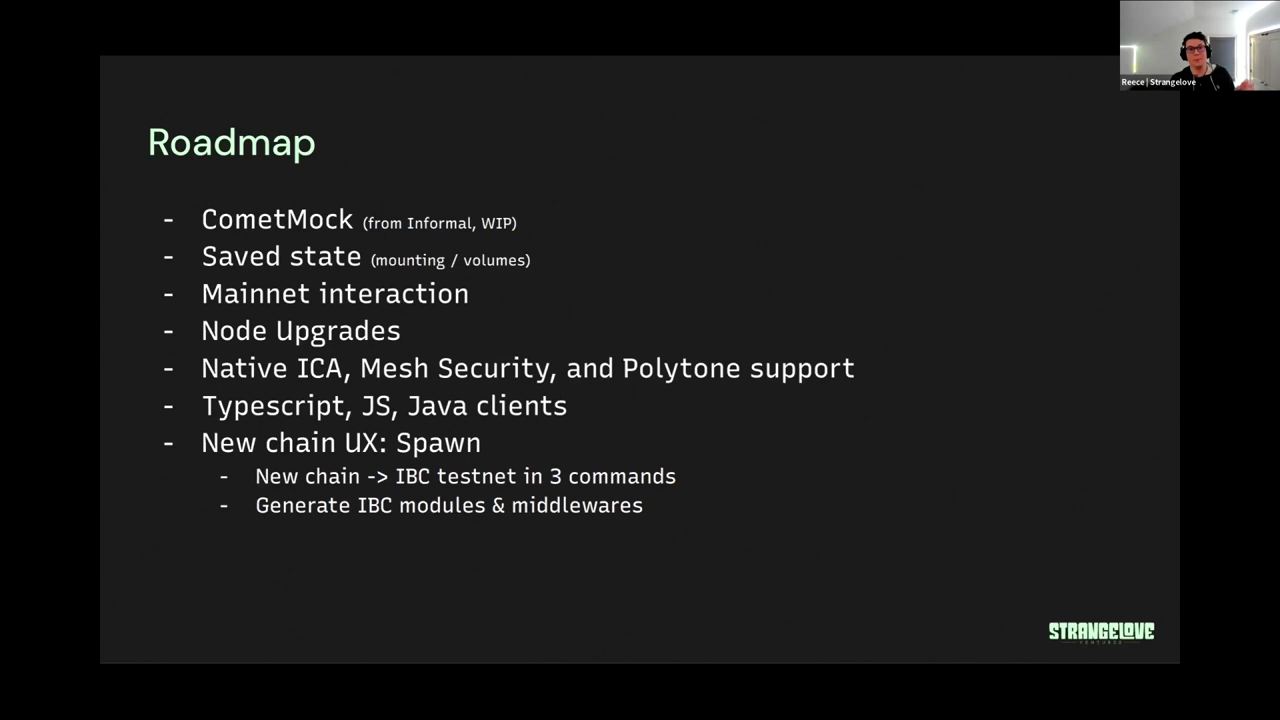 Reece | Strangelove
Roadmap
- CometMock (from Informal, WIP)
- Saved state (mounting / volumes)
- Mainnet interaction
- Node Upgrades
- Native ICA, Mesh Security, and Polytone support
- Typescript, JS, Java clients
- New chain UX: Spawn
- New chain -> IBC testnet in 3 commands
- Generate IBC modules & middlewares
STRANGELOVE